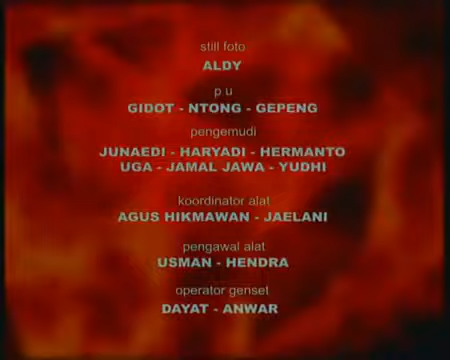 still foto
ALDY
p u
GIDOT - NTONG - GEPENG
pengemudi
JUNAEDI - HARYADI - HERMANTO
UGA - JAMAL JAWA - YUDHI
koordinator alat
AGUS HIKMAWAN - JAELANI
pengawal alat
USMAN - HENDRA
operator genset
DAYAT - ANWAR